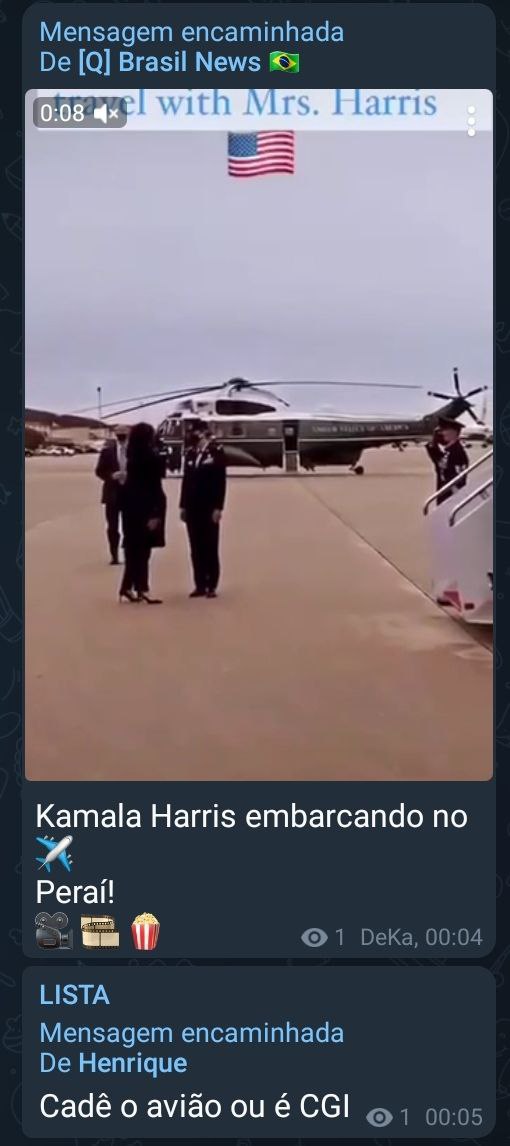 Mensagem encaminhada
De [Q] Brasil News 🇧🇷
travel with Mrs. Harris
0:08
UNITED STATES OF AMERICA
Kamala Harris embarcando no
✈️
Peraí!
🎥 🎞️ 🍿 1 DeKa, 00:04
LISTA
Mensagem encaminhada
De Henrique
Cadê o avião ou é CGI 1 00:05